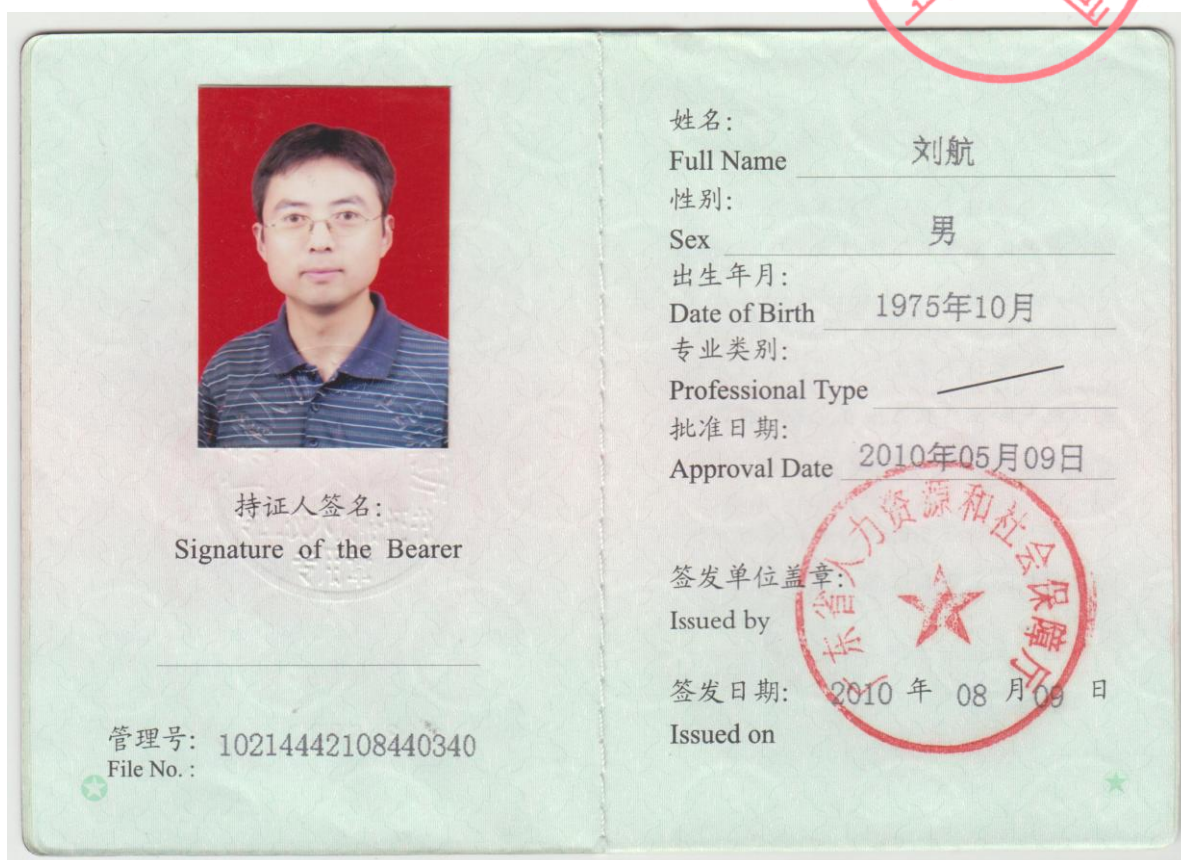 持证人签名:
Signature of the Bearer
管理号: 10214442108440340
File No. :
姓名:
Full Name 刘航
性别:
Sex 男
出生年月:
Date of Birth 1975年10月
专业类别:
Professional Type
批准日期:
Approval Date 2010年05月09日
广东省人力资源和社会保障厅
签发单位盖章:
Issued by
签发日期: 2010 年 08 月 09 日
Issued on